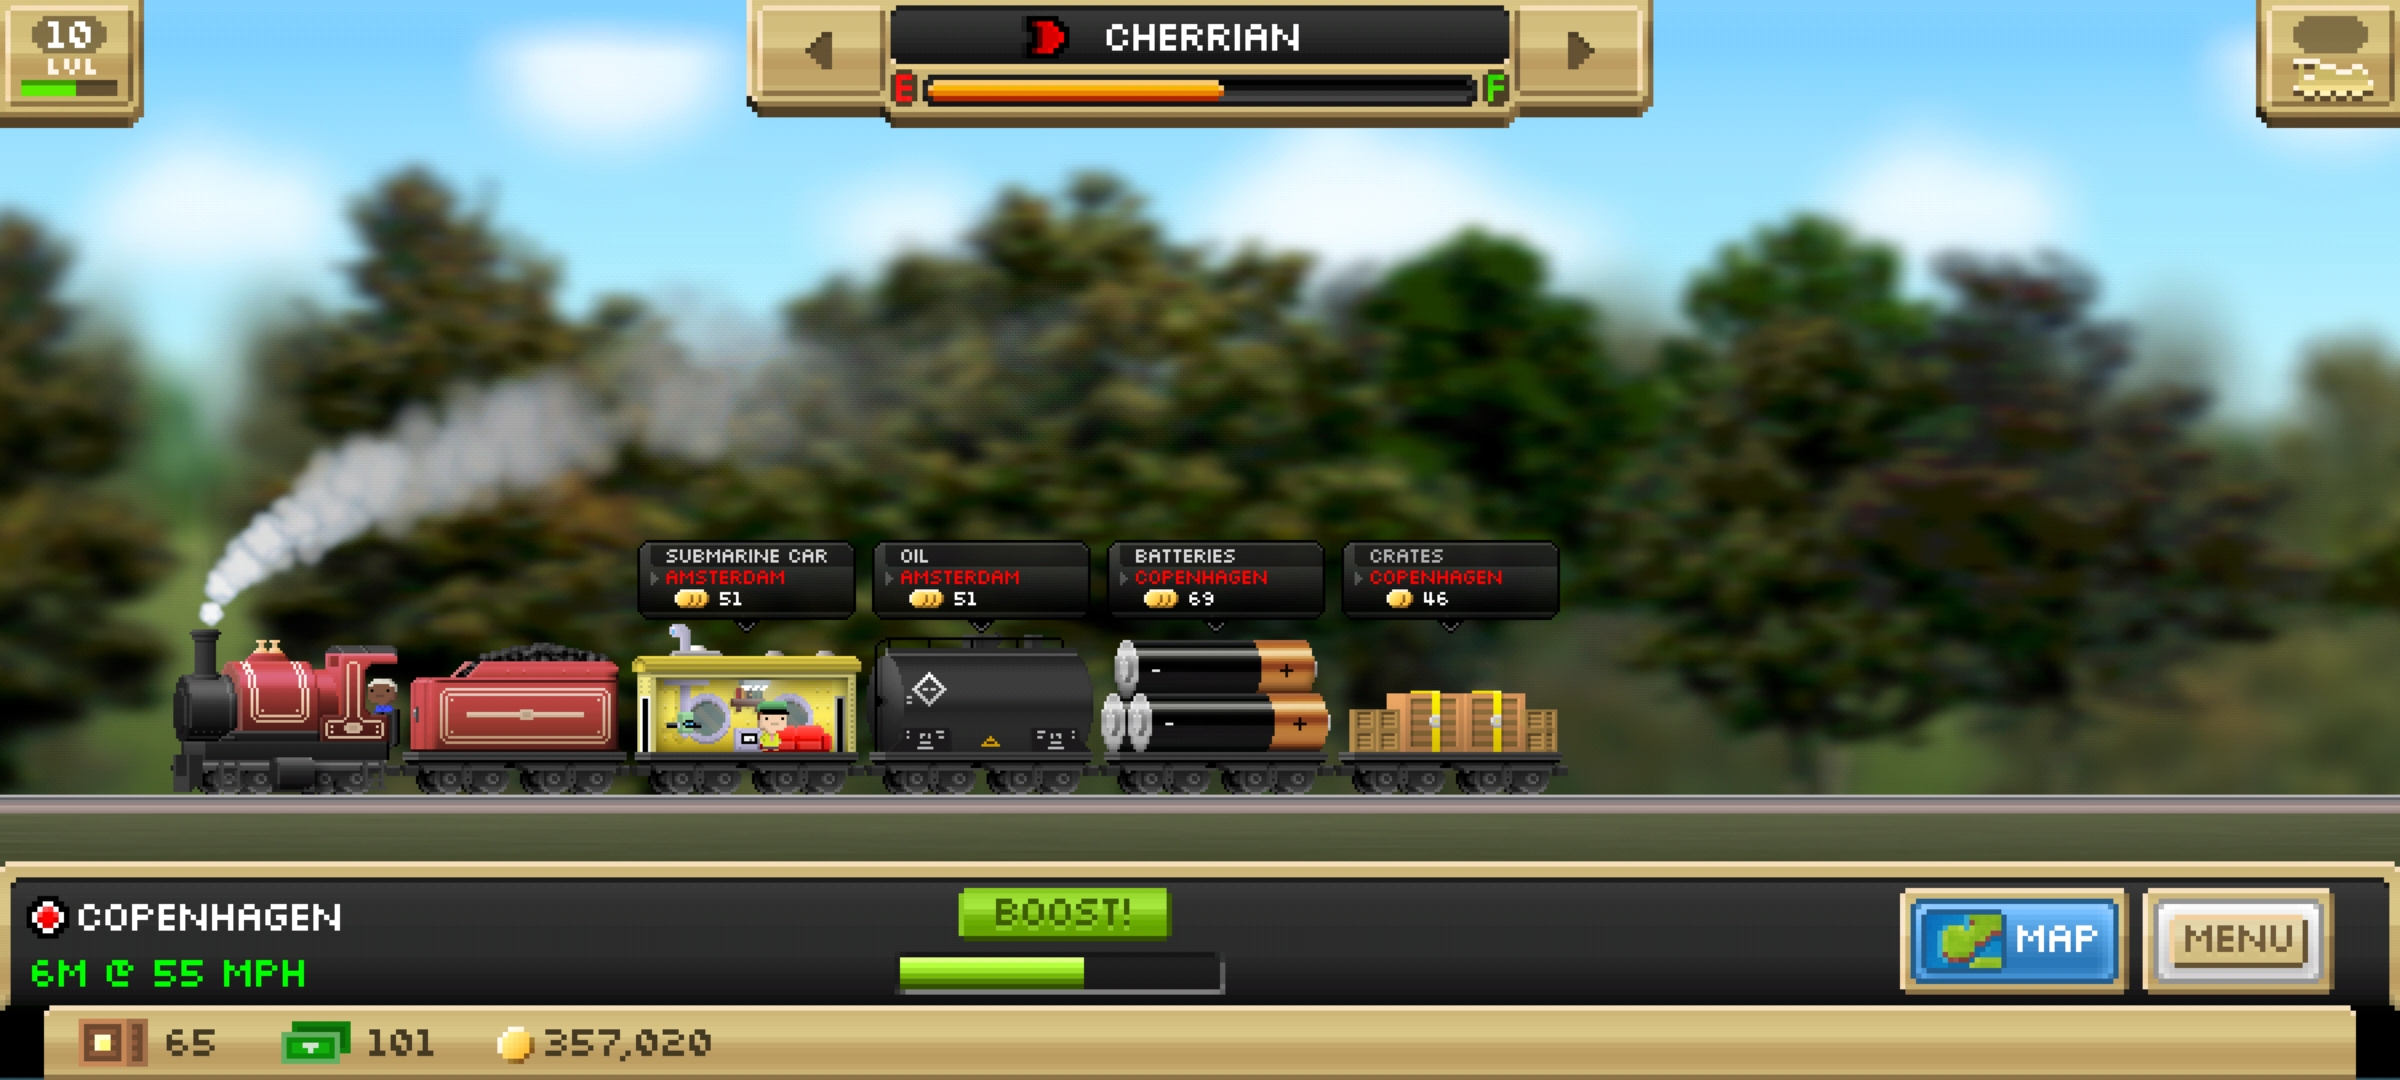 10
LVL
CHERRIAN
E F
SUBMARINE CAR
AMSTERDAM
51
OIL
AMSTERDAM
51
BATTERIES
COPENHAGEN
69
CRATES
COPENHAGEN
46
- +
- +
COPENHAGEN
6M @ 55 MPH
BOOST!
MAP
MENU
65
101
357,020